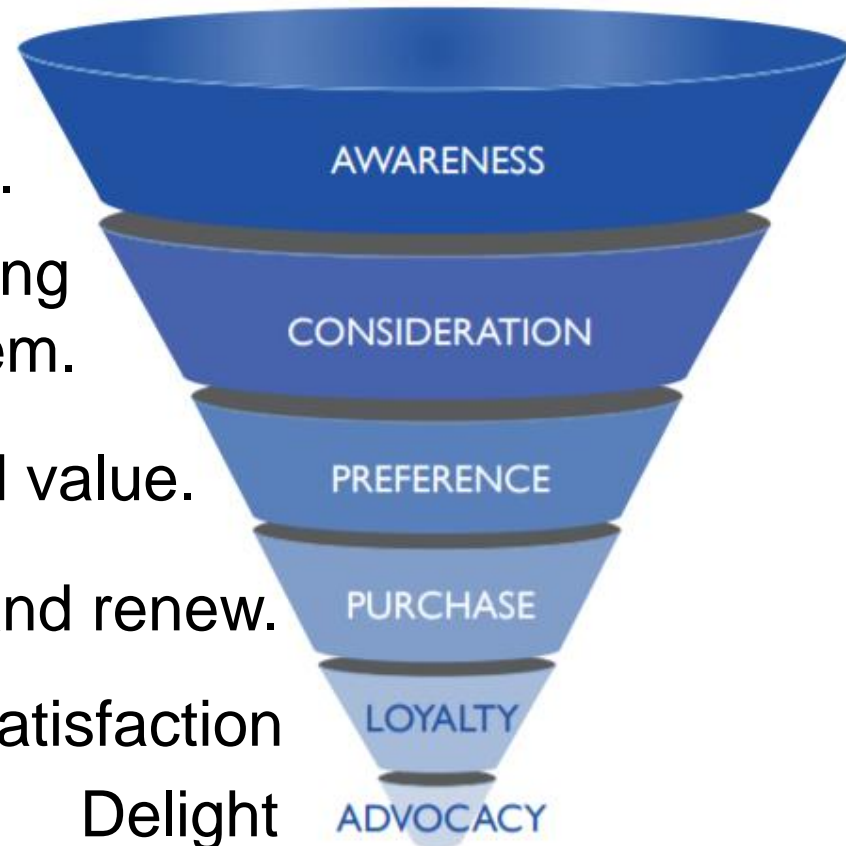 AWARENESS
.
ng
CONSIDERATION
em.
l value.
PREFERENCE
nd renew.
PURCHASE
atisfaction
LOYALTY
Delight
ADVOCACY